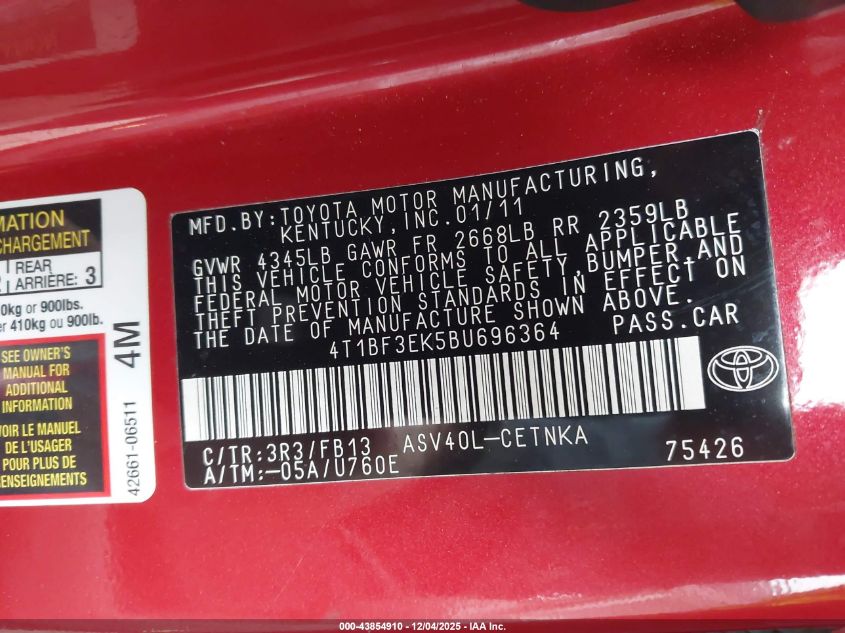 MFD.BY: TOYOTA MOTOR MANUFACTURING,
KENTUCKY, INC. 01/11
GVWR 4345LB GAWR FR 2668LB RR 2359LB
THIS VEHICLE CONFORMS TO ALL APPLICABLE
FEDERAL MOTOR VEHICLE SAFETY, BUMPER, AND
THEFT PREVENTION STANDARDS IN EFFECT ON
THE DATE OF MANUFACTURE SHOWN ABOVE.
4T1BF3EK5BU696364 PASS.CAR
C/TR:3R3/FB13 ASV40L-CETNKA
A/TM:-05A/U760E 75426
MATION
CHARGEMENT
REAR
ARRIÈRE: 3
0kg or 900lbs.
er 410kg ou 900lb.
SEE OWNER'S
MANUAL FOR
ADDITIONAL
INFORMATION
VOIR LE MANUEL
DE L'USAGER
POUR PLUS DE
RENSEIGNEMENTS
4M
42661-06511
000-43854910 - 12/04/2025 - IAA Inc.